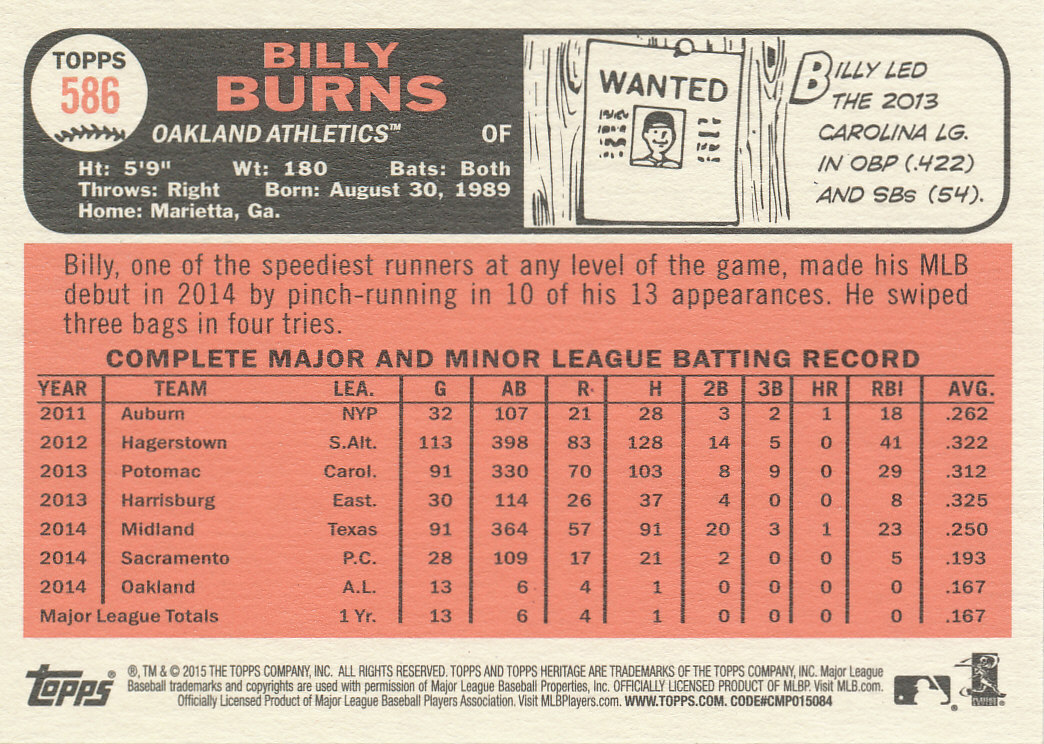 TOPPS
586
BILLY
BURNS
OAKLAND ATHLETICS™ OF
Ht: 5'9" Wt: 180 Bats: Both
Throws: Right Born: August 30, 1989
Home: Marietta, Ga.
WANTED
BILLY LED
THE 2013
CAROLINA LG.
IN OBP (.422)
AND SBs (54).
Billy, one of the speediest runners at any level of the game, made his MLB
debut in 2014 by pinch-running in 10 of his 13 appearances. He swiped
three bags in four tries.
COMPLETE MAJOR AND MINOR LEAGUE BATTING RECORD
YEAR TEAM LEA. G AB R H 2B 3B HR RBI AVG.
2011 Auburn NYP 32 107 21 28 3 2 1 18 .262
2012 Hagerstown S.Alt. 113 398 83 128 14 5 0 41 .322
2013 Potomac Carol. 91 330 70 103 8 9 0 29 .312
2013 Harrisburg East. 30 114 26 37 4 0 0 8 .325
2014 Midland Texas 91 364 57 91 20 3 1 23 .250
2014 Sacramento P.C. 28 109 17 21 2 0 0 5 .193
2014 Oakland A.L. 13 6 4 1 0 0 0 0 .167
Major League Totals 1 Yr. 13 6 4 1 0 0 0 0 .167
topps®
®, TM & © 2015 THE TOPPS COMPANY, INC. ALL RIGHTS RESERVED. TOPPS AND TOPPS HERITAGE ARE TRADEMARKS OF THE TOPPS COMPANY, INC. Major League
Baseball trademarks and copyrights are used with permission of Major League Baseball Properties, Inc. OFFICIALLY LICENSED PRODUCT OF MLBP. Visit MLB.com.
Officially Licensed Product of Major League Baseball Players Association. Visit MLBPlayers.com. WWW.TOPPS.COM. CODE#CMP015084